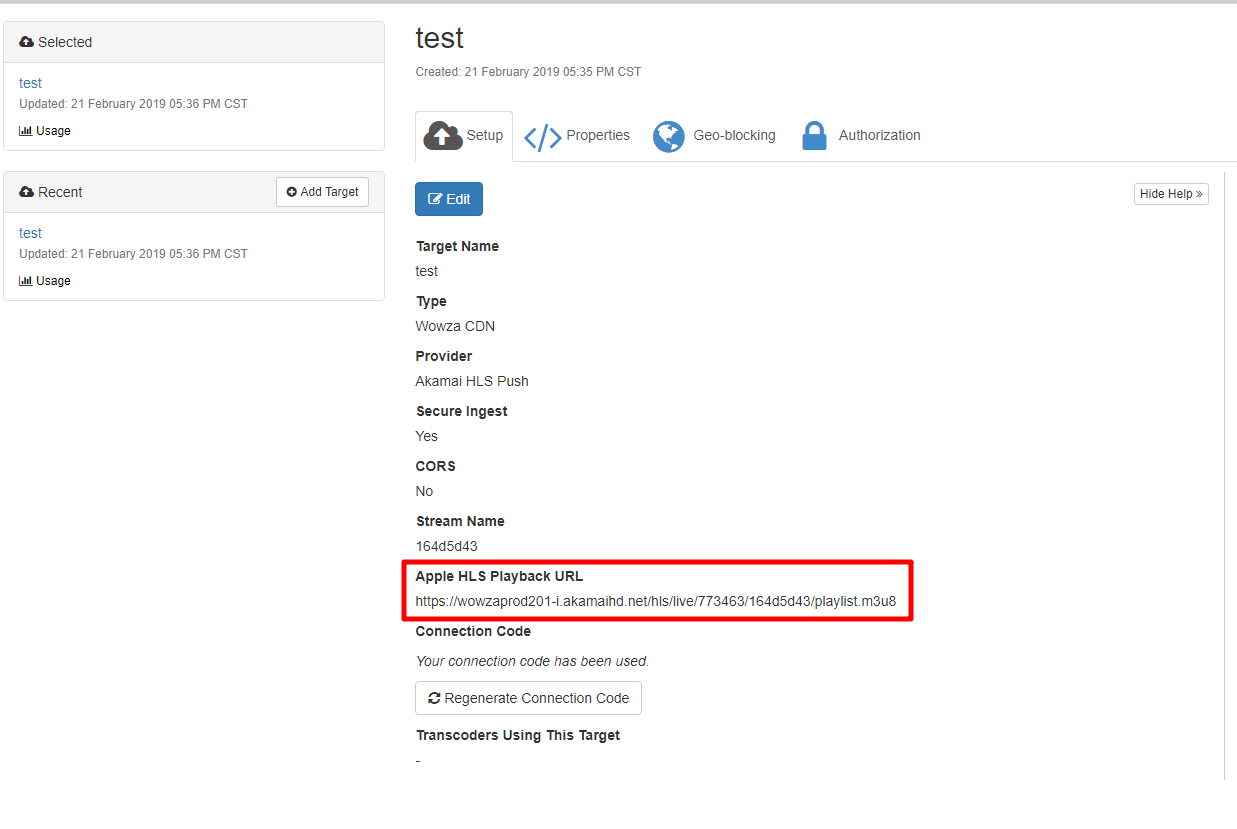 Selected
test
Updated: 21 February 2019 05:36 PM CST
Usage
Recent
Add Target
test
Updated: 21 February 2019 05:36 PM CST
Usage
test
Created: 21 February 2019 05:35 PM CST
Setup
Properties
Geo-blocking
Authorization
Edit
Hide Help »
Target Name
test
Type
Wowza CDN
Provider
Akamai HLS Push
Secure Ingest
Yes
CORS
No
Stream Name
164d5d43
Apple HLS Playback URL
https://wowzaprod201-i.akamaihd.net/hls/live/773463/164d5d43/playlist.m3u8
Connection Code
Your connection code has been used.
Regenerate Connection Code
Transcoders Using This Target
-